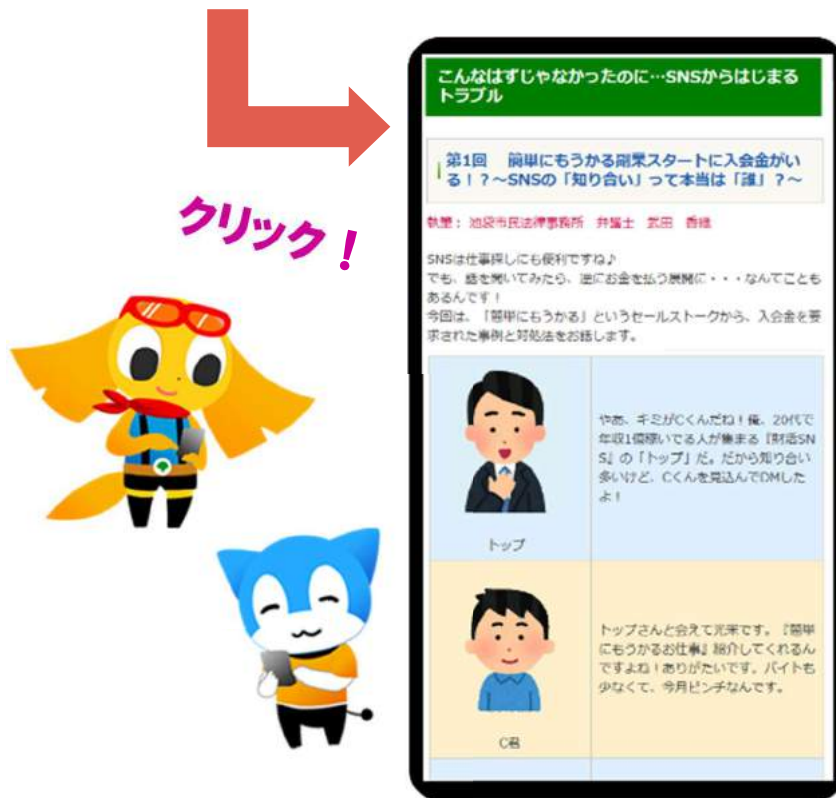 こんなはずじゃなかったのに…SNSからはじまる
トラブル
第1回　簡単にもうかる副業スタートに入会金がい
る！？～SNSの「知り合い」って本当は「誰」？～
クリック！
執筆： 池袋市民法律事務所　弁護士　武田　香織
SNSは仕事探しにも便利ですね♪
でも、話を聞いてみたら、逆にお金を払う展開に・・・なんてことも
あるんです！
今回は、「簡単にもうかる」というセールストークから、入会金を要
求された事例と対処法をお話します。
やあ、キミがCくんだね！俺、20代で
年収1億稼いでる人が集まる『財活SN
S』の「トップ」だ。だから知り合い
多いけど、Cくんを見込んでDMした
よ！
トップ
トップさんと会えて光栄です。『簡単
にもうかるお仕事』紹介してくれるん
ですよね！ありがたいです。バイトも
少なくて、今月ピンチなんです。
C君